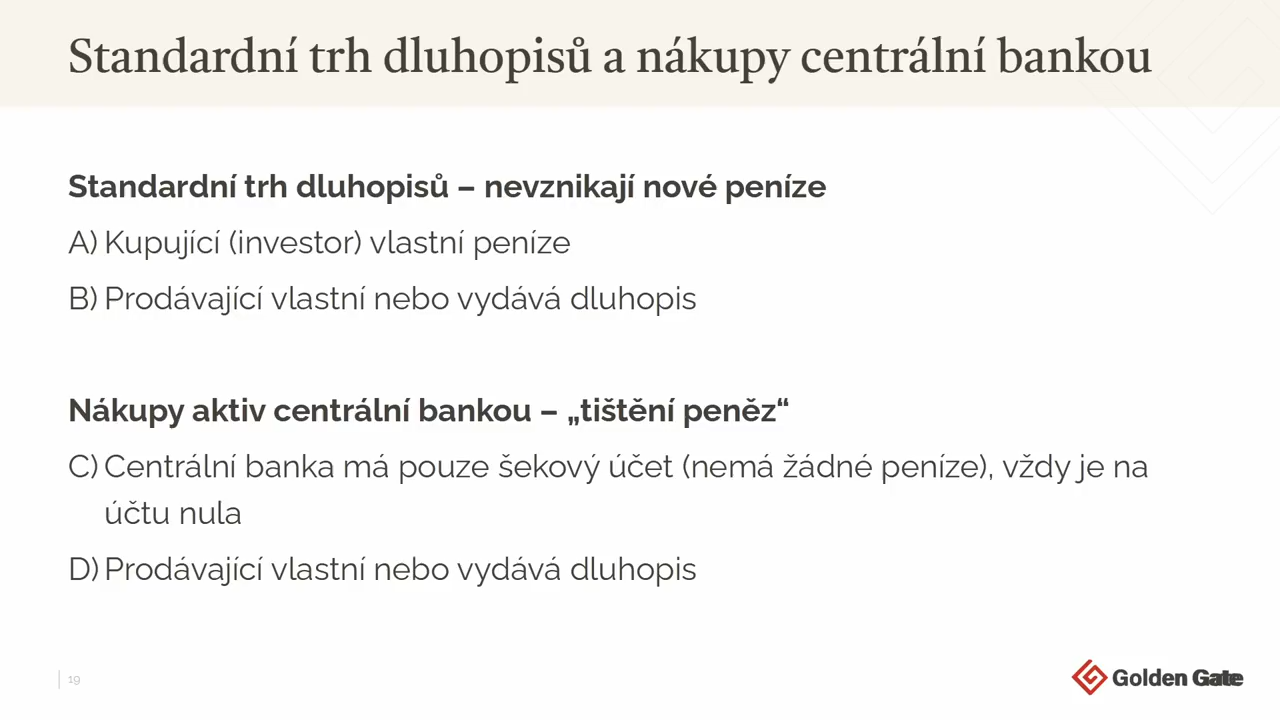 Standardní trh dluhopisů a nákupy centrální bankou
Standardní trh dluhopisů – nevznikají nové peníze
A) Kupující (investor) vlastní peníze
B) Prodávající vlastní nebo vydává dluhopis
Nákupy aktiv centrální bankou – „tištění peněz“
C) Centrální banka má pouze šekový účet (nemá žádné peníze), vždy je na
účtu nula
D) Prodávající vlastní nebo vydává dluhopis
19
Golden Gate